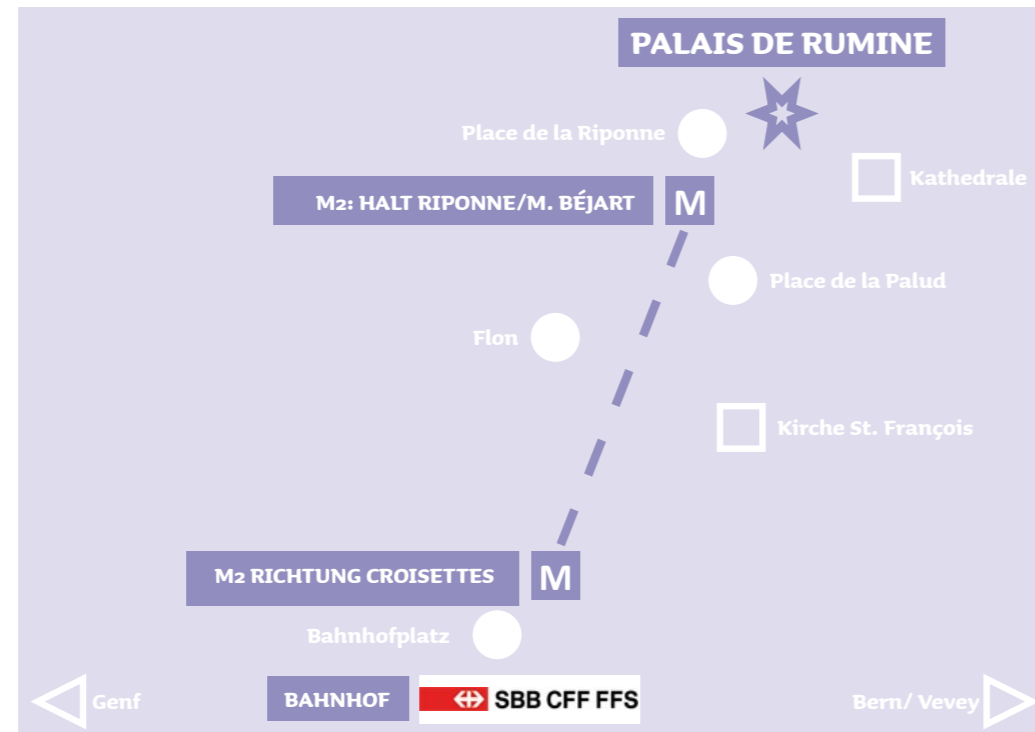 PALAIS DE RUMINE
Place de la Riponne
Kathedrale
M2: HALT RIPONNE/M. BÉJART M
Place de la Palud
Flon
Kirche St. François
M2 RICHTUNG CROISETTES M
Bahnhofplatz
Genf
BAHNHOF SBB CFF FFS
Bern/ Vevey